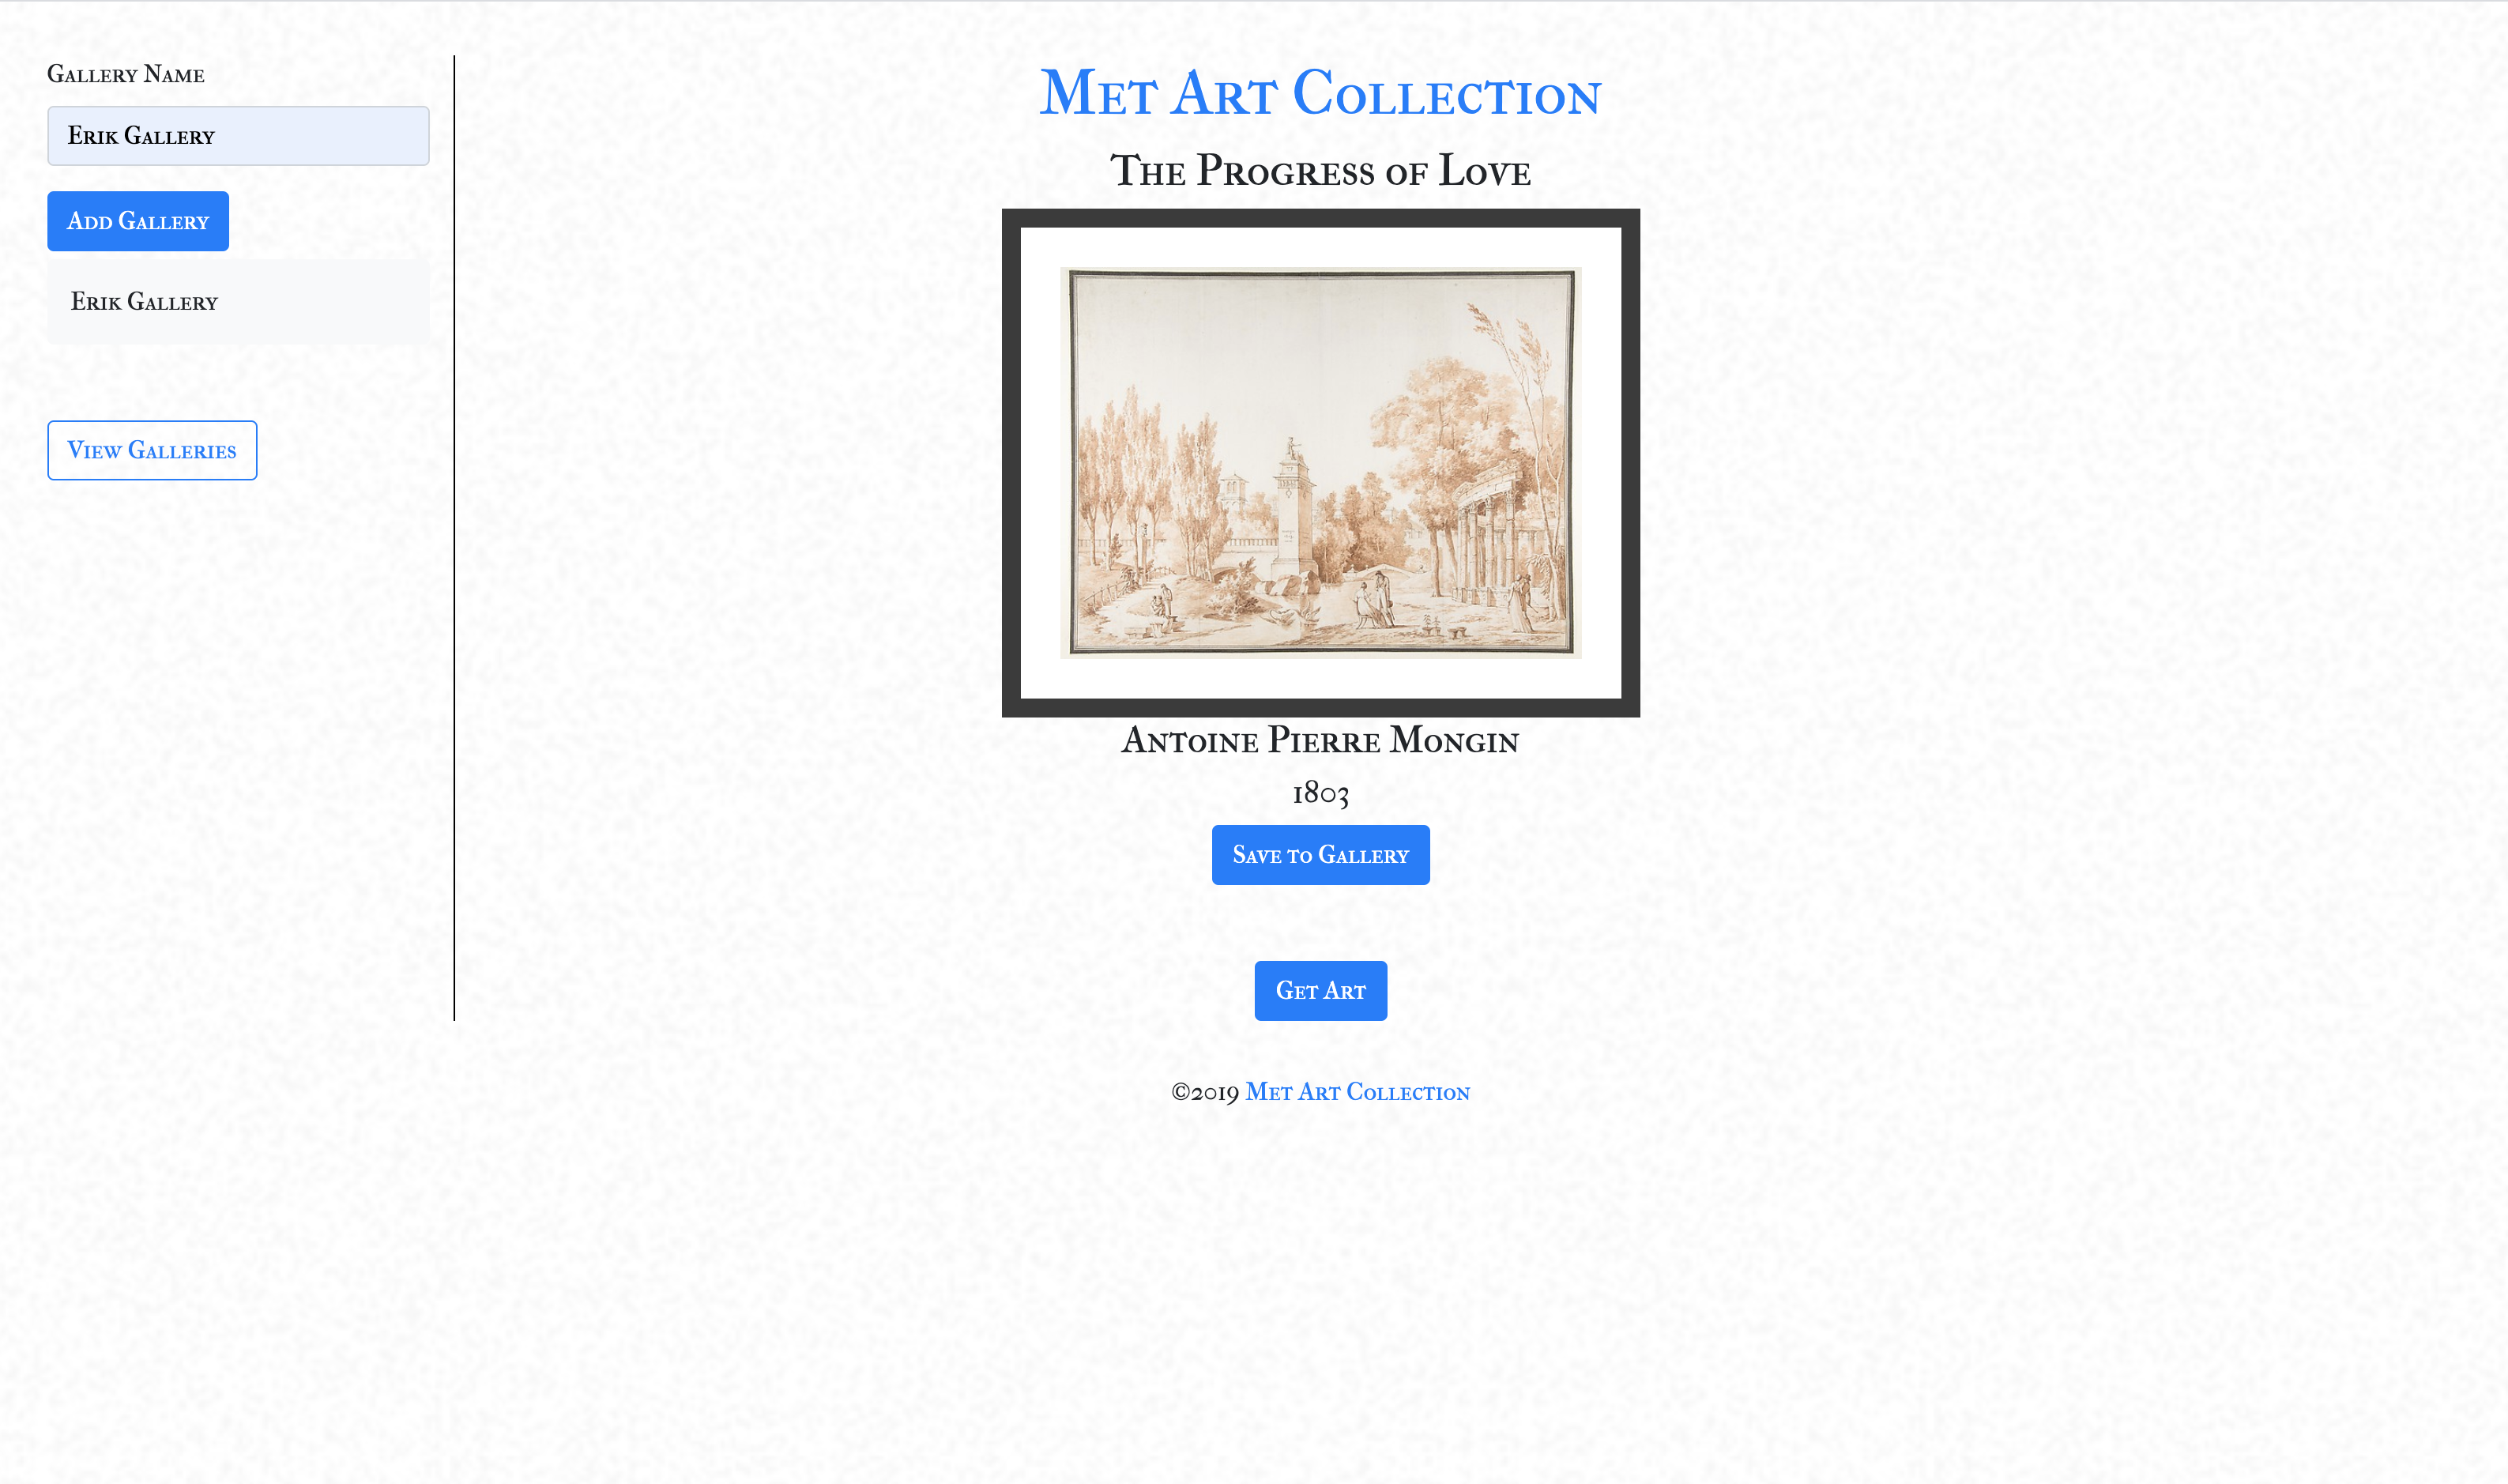 Gallery Name
Erik Gallery
Add Gallery
Erik Gallery
View Galleries
Met Art Collection
The Progress of Love
Antoine Pierre Mongin
1803
Save to Gallery
Get Art
©2019 Met Art Collection